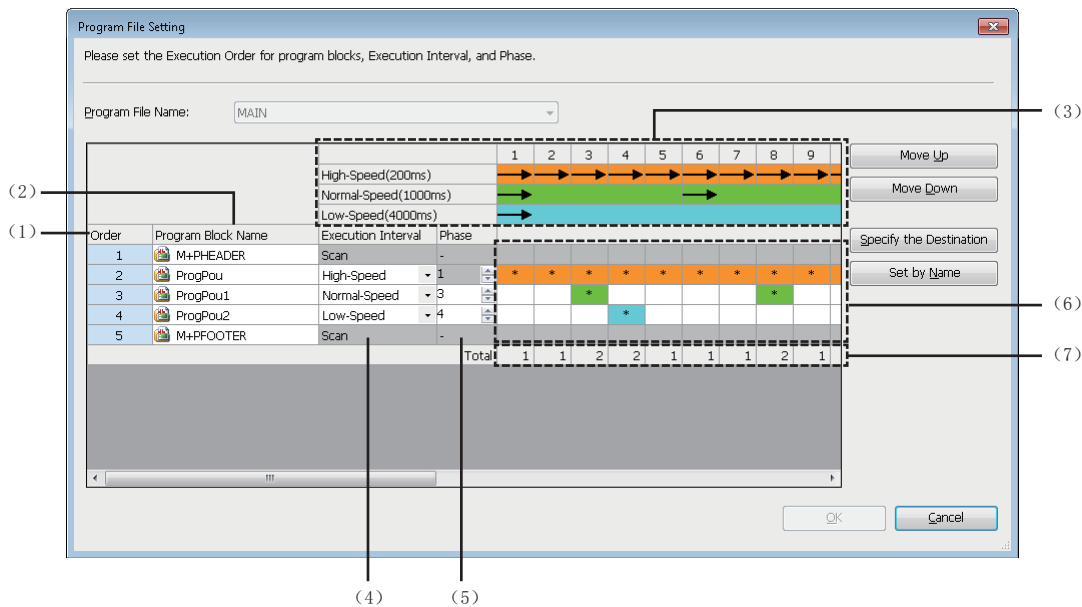 Program File Setting
Please set the Execution Order for program blocks, Execution Interval, and Phase.
Program File Name: MAIN
(3)
1 2 3 4 5 6 7 8 9
Move Up
High-Speed(200ms)
(2)
Normal-Speed(1000ms)
Move Down
Low-Speed(4000ms)
(1)
Order Program Block Name Execution Interval Phase
Specify the Destination
1 M+PHEADER Scan -
2 ProgPou High-Speed 1 * * * * * * * * *
Set by Name
3 ProgPou1 Normal-Speed 3 * *
(6)
4 ProgPou2 Low-Speed 4 *
5 M+PFOOTER Scan -
Total 1 1 2 2 1 1 1 2 1
(7)
OK Cancel
(4) (5)